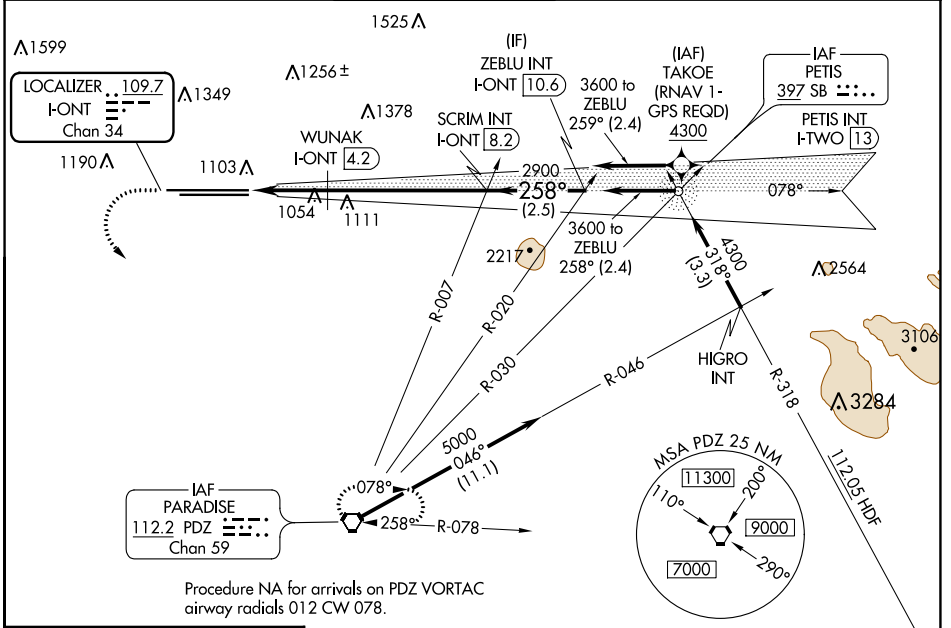 1525
1599
1256 ±
LOCALIZER 109.7
I-ONT
Chan 34
1349
1378
1190
1103
WUNAK
I-ONT 4.2
SCRIM INT
I-ONT 8.2
(IF)
ZEBLU INT
I-ONT 10.6
3600 to
ZEBLU
259° (2.4)
(IAF)
TAKOE
(RNAV 1-
GPS REQD)
4300
IAF
PETIS
397 SB
PETIS INT
I-TWO 13
2900
258°
(2.5)
078°
1054
1111
3600 to
ZEBLU
258° (2.4)
2217
4300
318°
(3.3)
2564
3106
3284
R-007
R-020
R-030
R-046
HIGRO
INT
R-318
112.05 HDF
5000
046°
(11.1)
IAF
PARADISE
112.2 PDZ
Chan 59
078°
258°
R-078
MSA PDZ 25 NM
11300
110°
200°
9000
7000
290°
Procedure NA for arrivals on PDZ VORTAC
airway radials 012 CW 078.